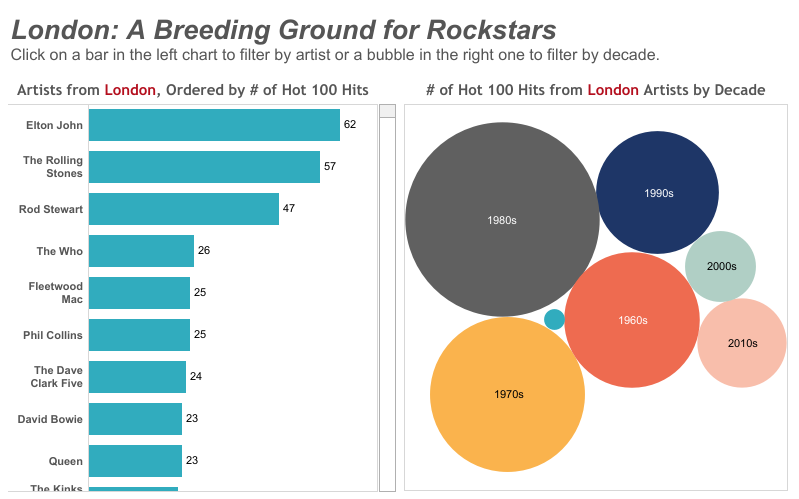 London: A Breeding Ground for Rockstars
Click on a bar in the left chart to filter by artist or a bubble in the right one to filter by decade.
Artists from London, Ordered by # of Hot 100 Hits
Elton John 62
The Rolling
Stones 57
Rod Stewart 47
The Who 26
Fleetwood
Mac 25
Phil Collins 25
The Dave
Clark Five 24
David Bowie 23
Queen 23
The Kinks
# of Hot 100 Hits from London Artists by Decade
1980s
1990s
2000s
1960s
2010s
1970s